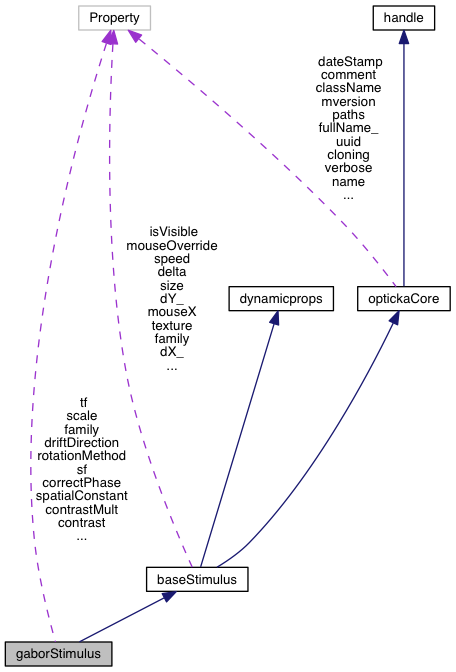 Property
handle
dateStamp
comment
className
mversion
paths
fullName_
uuid
cloning
verbose
name
...
isVisible
mouseOverride
speed
delta
size
dY_
mouseX
texture
family
dX_
...
dynamicprops
optickaCore
tf
scale
family
driftDirection
rotationMethod
sf
correctPhase
spatialConstant
contrastMult
contrast
...
baseStimulus
gaborStimulus